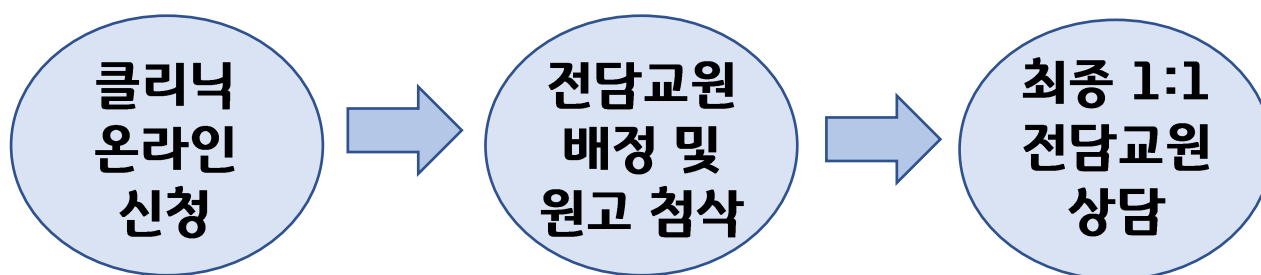 클리닉
온라인
신청
전담교원
배정 및
원고 첨삭
최종 1:1
전담교원
상담